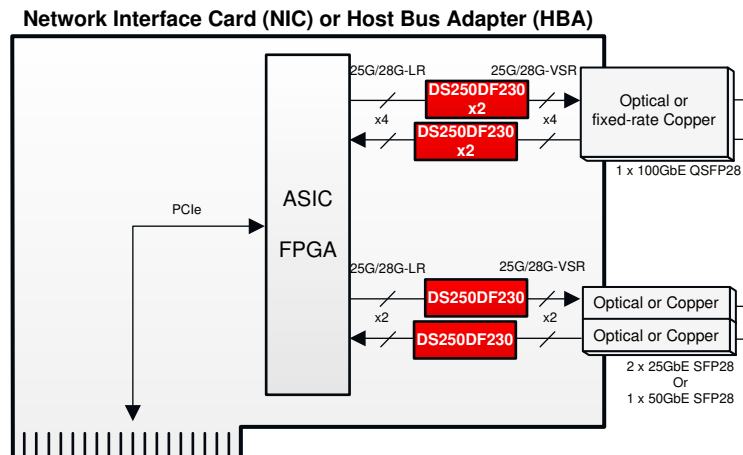 Network Interface Card (NIC) or Host Bus Adapter (HBA)
25G/28G-LR
25G/28G-VSR
DS250DF230
x2
x4
x4
DS250DF230
x2
Optical or
fixed-rate Copper
1 x 100GbE QSFP28
PCIe
ASIC
FPGA
25G/28G-LR
25G/28G-VSR
DS250DF230
x2
x2
DS250DF230
Optical or Copper
Optical or Copper
2 x 25GbE SFP28
Or
1 x 50GbE SFP28